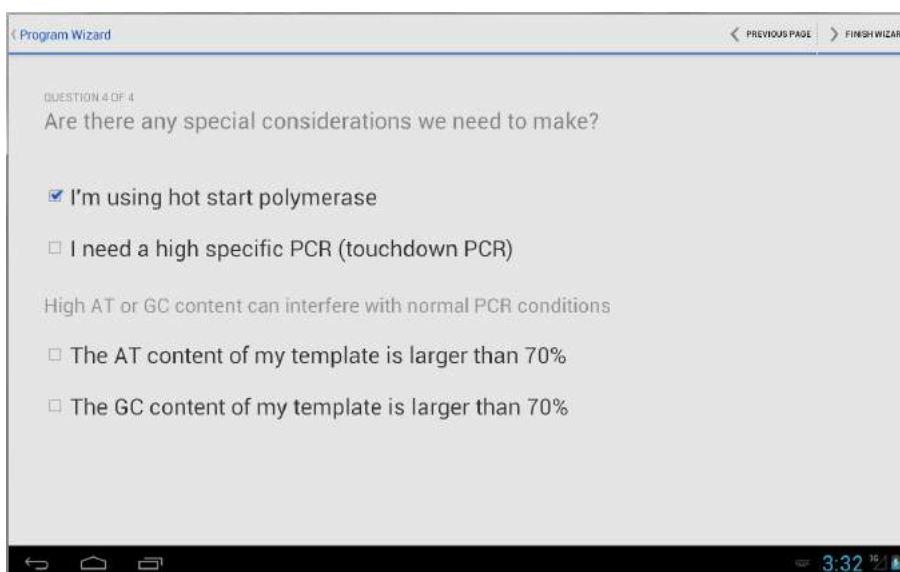 Program Wizard
PREVIOUS PAGE
FINISH WIZAR
QUESTION 4 OF 4
Are there any special considerations we need to make?
I'm using hot start polymerase
I need a high specific PCR (touchdown PCR)
High AT or GC content can interfere with normal PCR conditions
The AT content of my template is larger than 70%
The GC content of my template is larger than 70%
3:32 3G